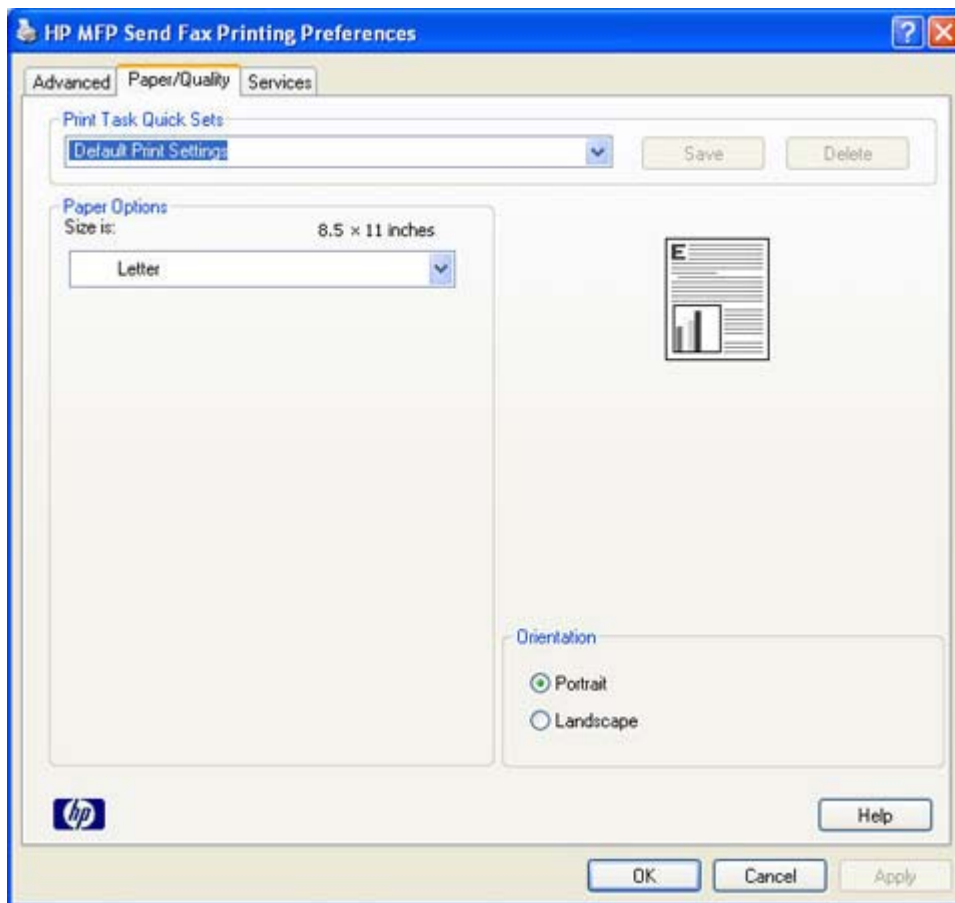 HP MFP Send Fax Printing Preferences
Advanced Paper/Quality Services
Print Task Quick Sets
Default Print Settings Save Delete
Paper Options
Size is: 8.5 × 11 inches
Letter
E
Orientation
Portrait
Landscape
hp Help
OK Cancel Apply